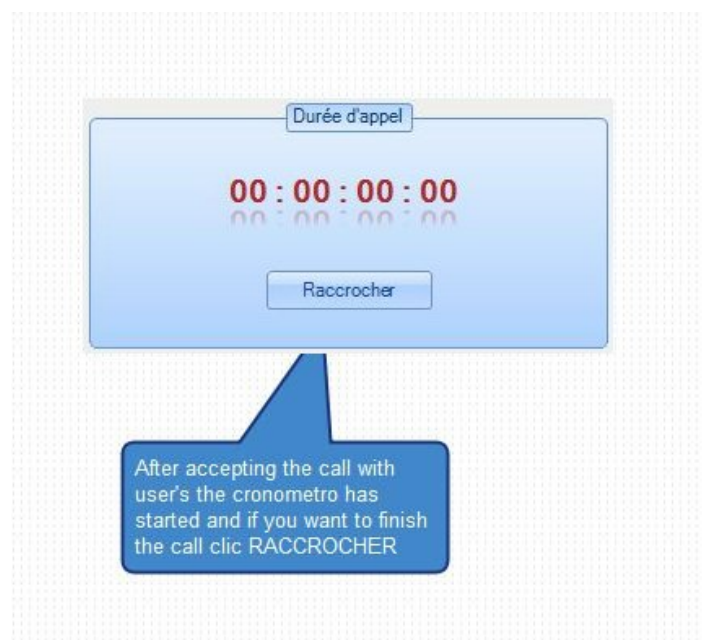 Durée d'appel
00 : 00 : 00 : 00
Raccrocher
After accepting the call with
user's the cronometro has
started and if you want to finish
the call clic RACCROCHER